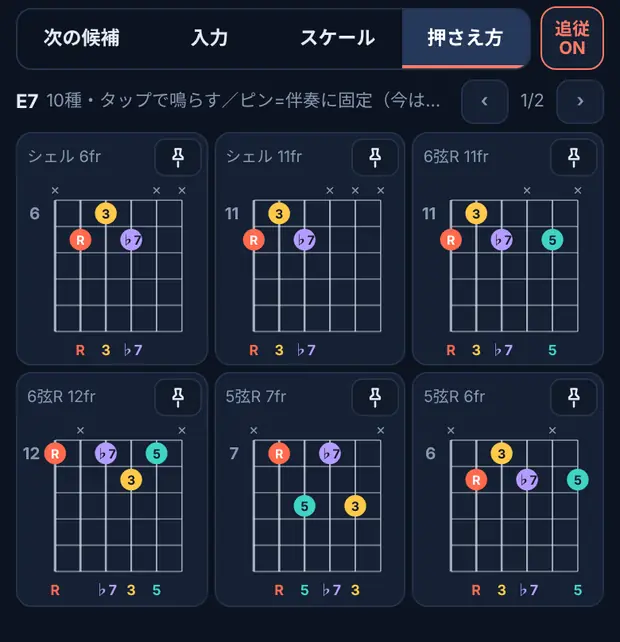 次の候補 入力 スケール 押さえ方 追従 ON
E7 10種・タップで鳴らす／ピン=伴奏に固定（今は... ‹ 1/2 ›
シェル 6fr
× × ×
6 3
R ♭7
R 3 ♭7
シェル 11fr
× × ×
11 3
R ♭7
R 3 ♭7
6弦R 11fr
× ×
11 3
R ♭7 5
R 3 ♭7 5
6弦R 12fr
× ×
12 R ♭7 5
3
R ♭7 3 5
5弦R 7fr
× ×
7 R ♭7
5 3
R 5 ♭7 3
5弦R 6fr
× ×
6 3
R ♭7 5
R 3 ♭7 5